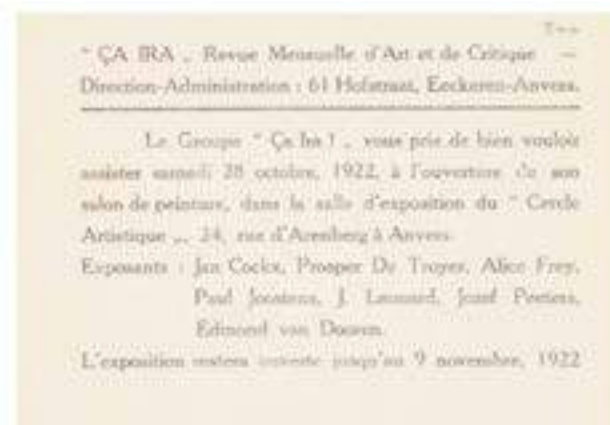 " ÇA IRA „ Revue Mensuelle d'Art et de Critique —
Direction-Administration : 61 Hofstraat, Eeckeren-Anvers.
Le Groupe " Ça Ira ! „ vous prie de bien vouloir
assister samedi 28 octobre, 1922, à l'ouverture de son
salon de peinture, dans la salle d'exposition du " Cercle
Artistique „, 34, rue d'Arenberg à Anvers.
Exposants : Jan Cockx, Prosper De Troyer, Alice Frey,
Paul Joostens, J. Leonard, Jozef Peeters,
Edmond van Dooren.
L'exposition restera ouverte jusqu'au 9 novembre, 1922